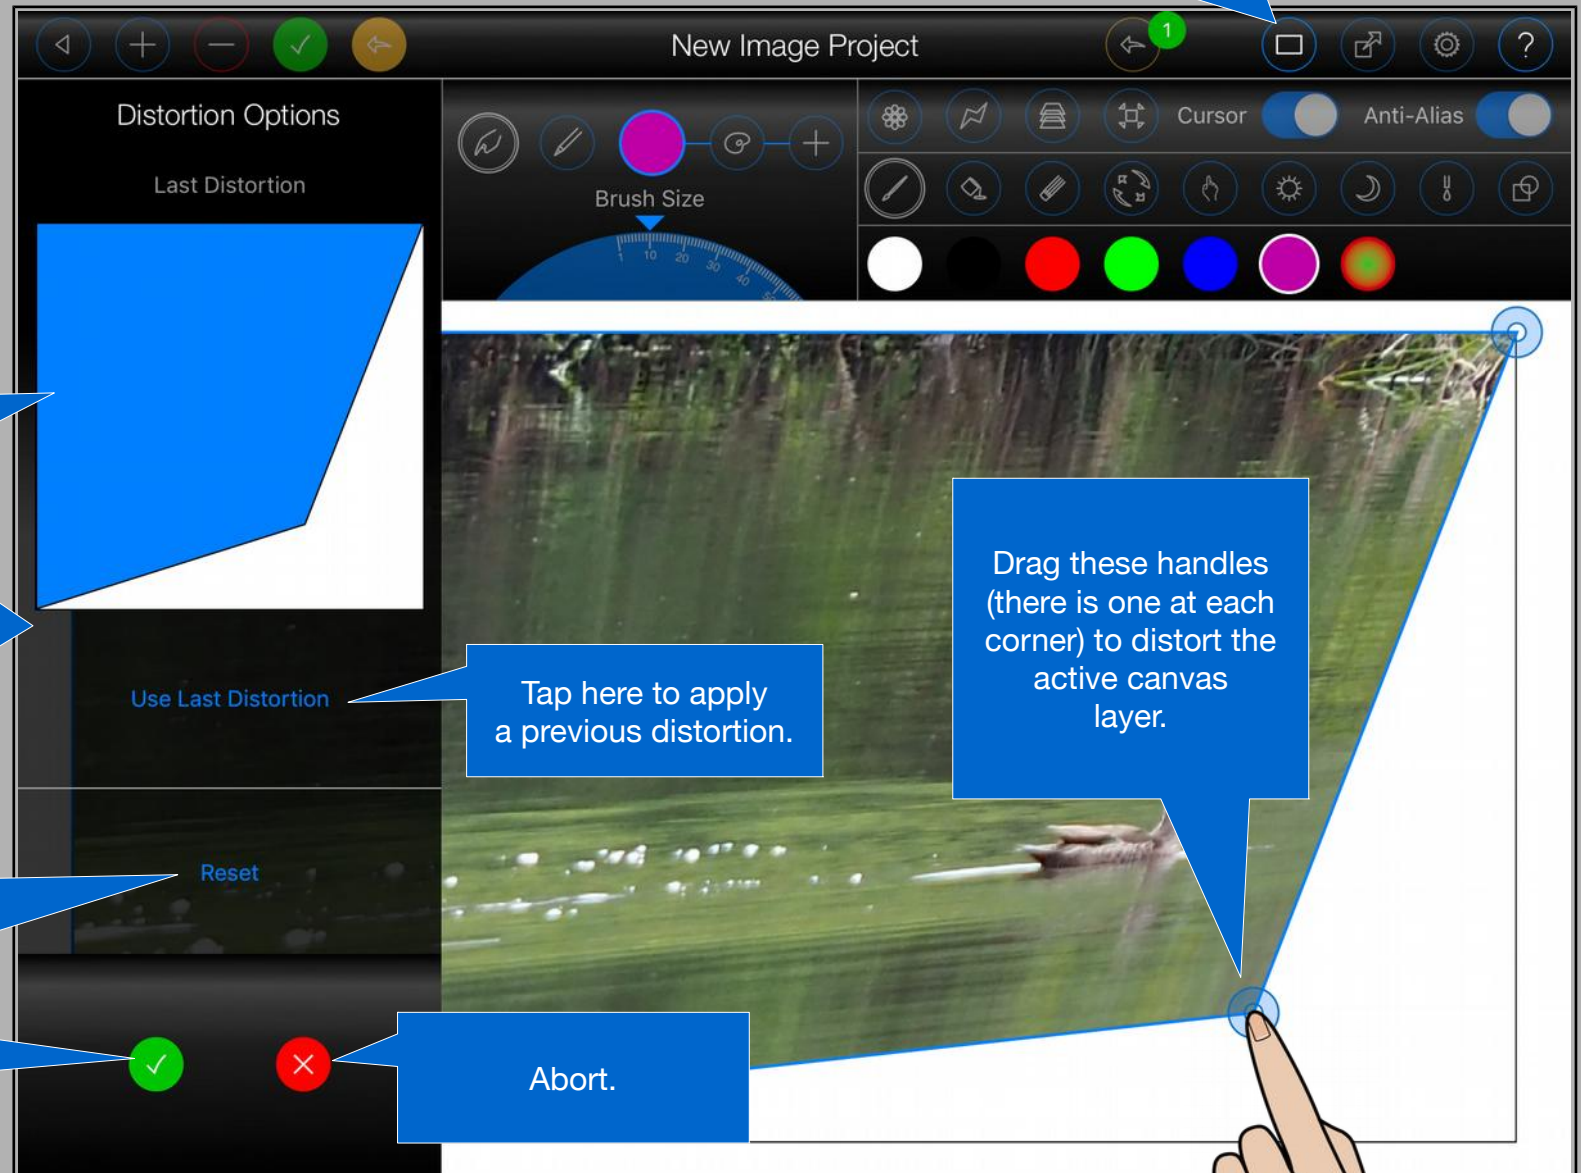 New Image Project
1
?
Distortion Options
Last Distortion
Brush Size
1 10 20 30 40 50
Cursor
Anti-Alias
Use Last Distortion
Tap here to apply
a previous distortion.
Drag these handles
(there is one at each
corner) to distort the
active canvas
layer.
Reset
Abort.